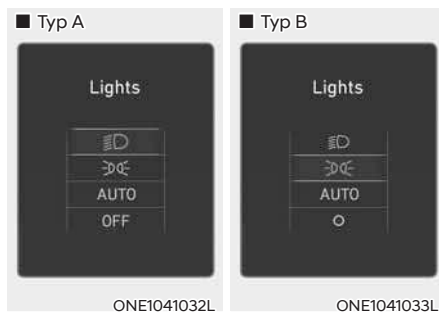 ■ Typ A
Lights
AUTO
OFF
ONE1041032L
■ Typ B
Lights
AUTO
ONE1041033L